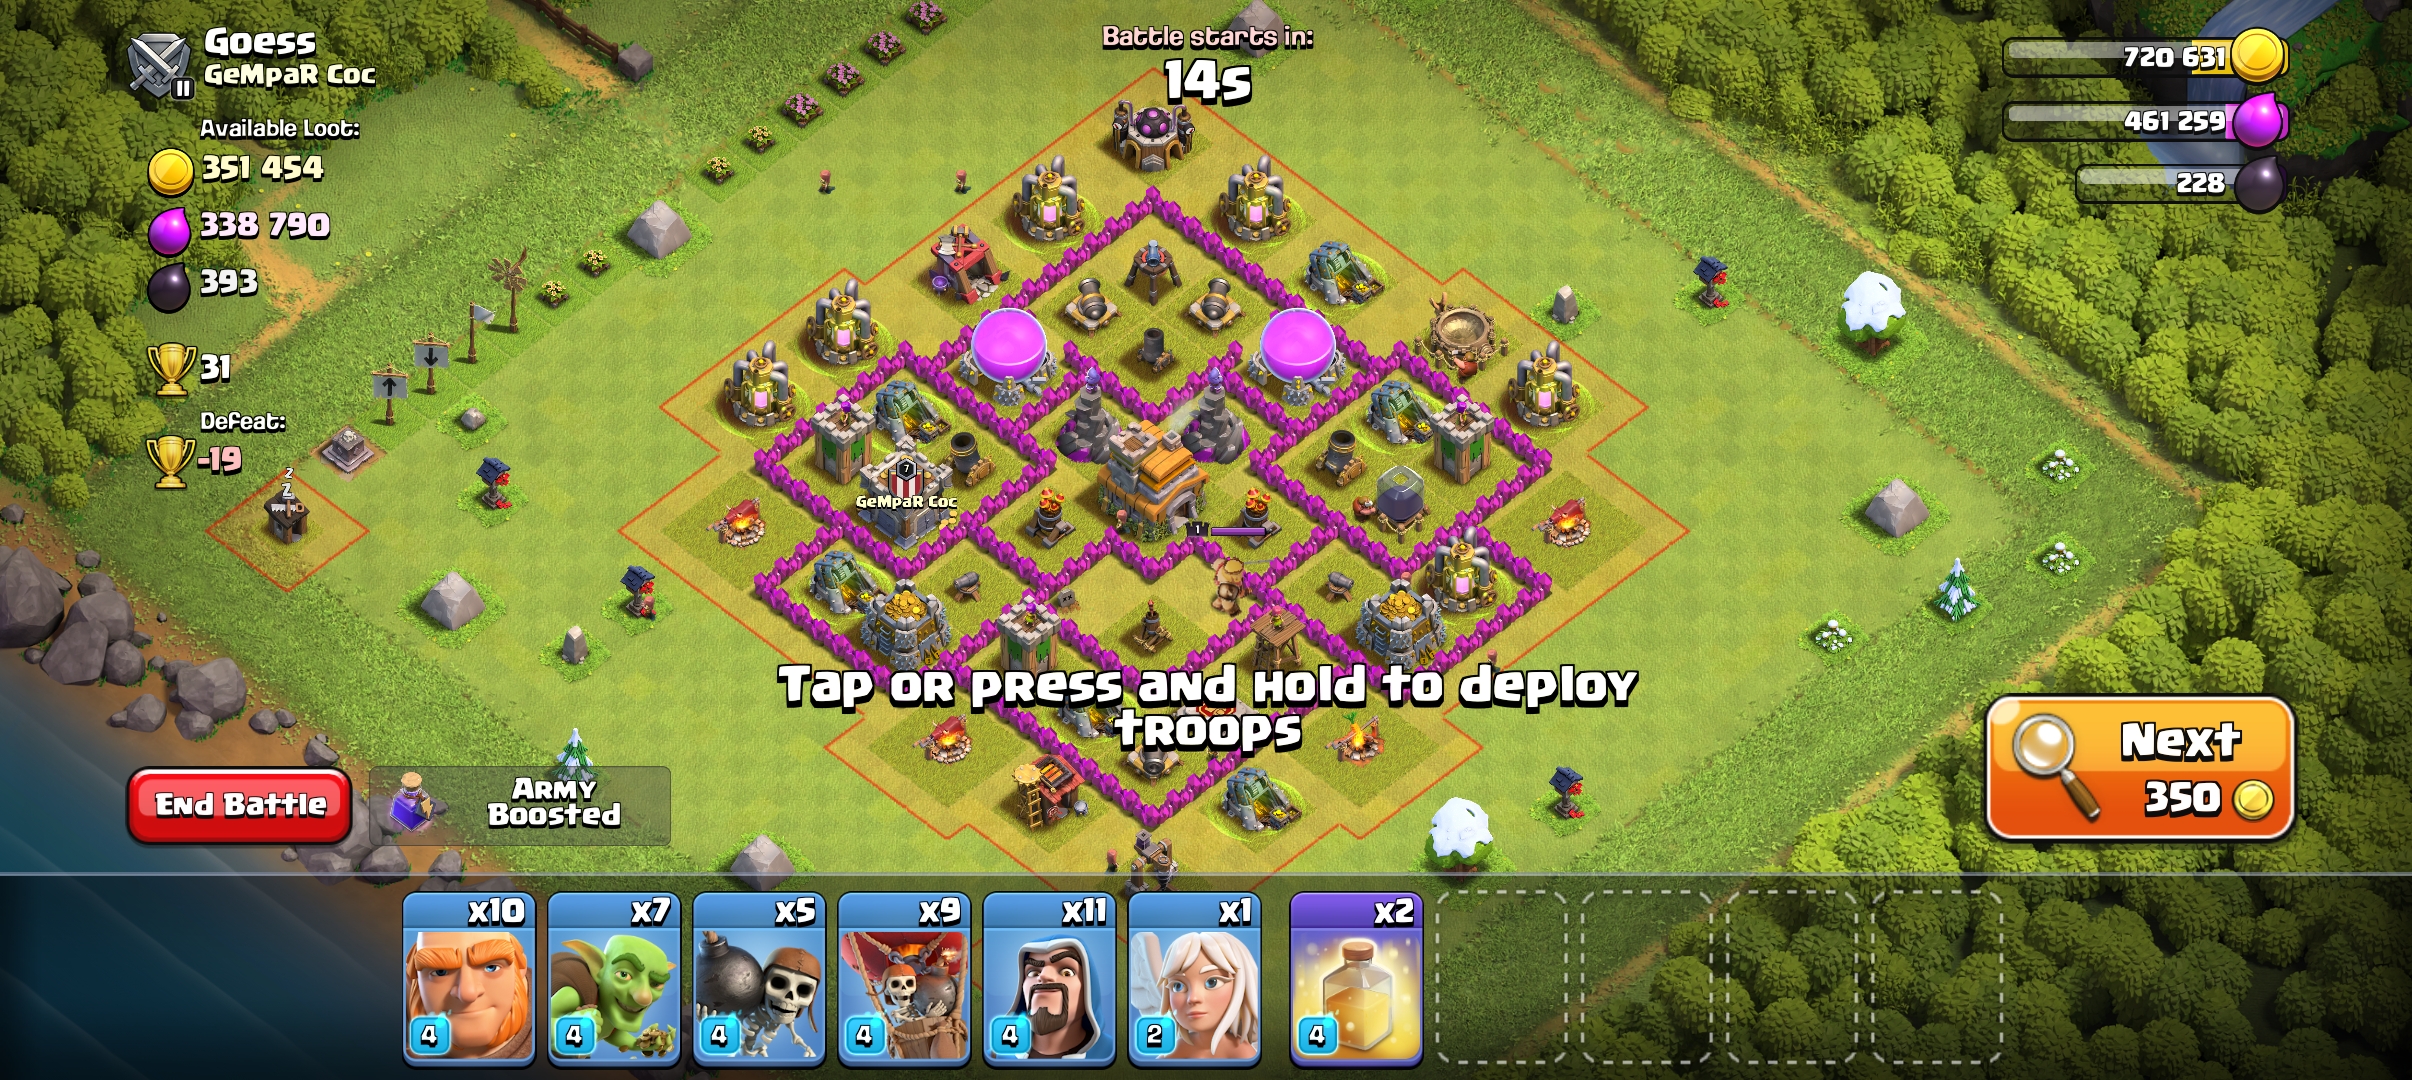 Goess
GeMpaR Coc
Available Loot:
351 454
338 790
393
31
Defeat:
-19
Battle starts in:
14s
720 631
461 259
228
z
Z
7
GeMpaR Coc
1
Tap or press and hold to deploy
troops
End Battle
Army
Boosted
Next
350
x10
x7
x5
x9
x11
x1
x2
4
4
4
4
4
2
4